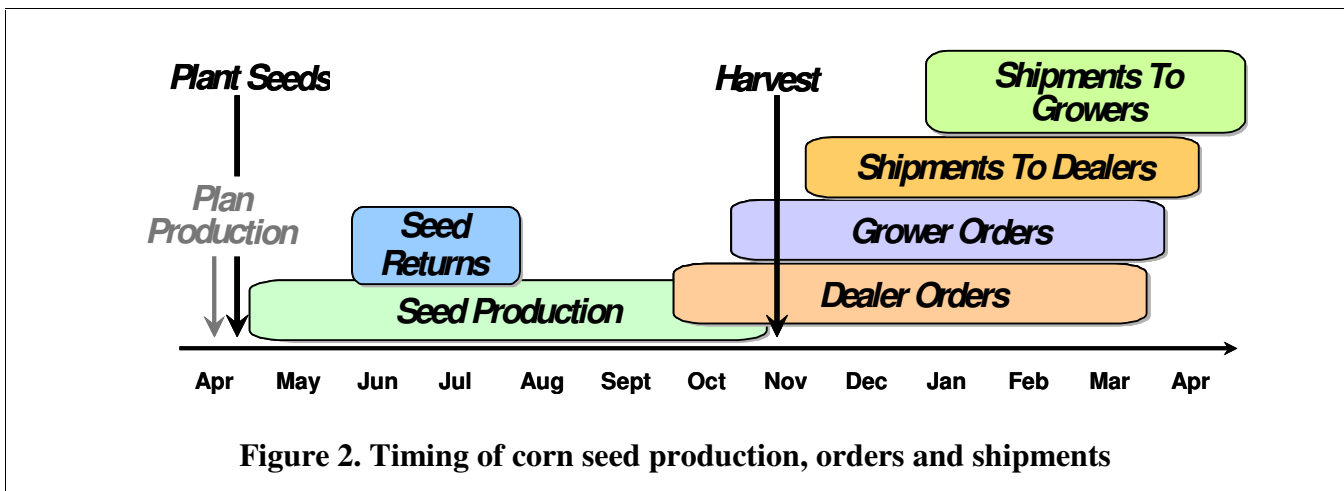 Plant Seeds
Harvest
Shipments To
Growers
Shipments To Dealers
Plan
Production
Seed
Returns
Grower Orders
Seed Production
Dealer Orders
Apr May Jun Jul Aug Sept Oct Nov Dec Jan Feb Mar Apr
Figure 2. Timing of corn seed production, orders and shipments